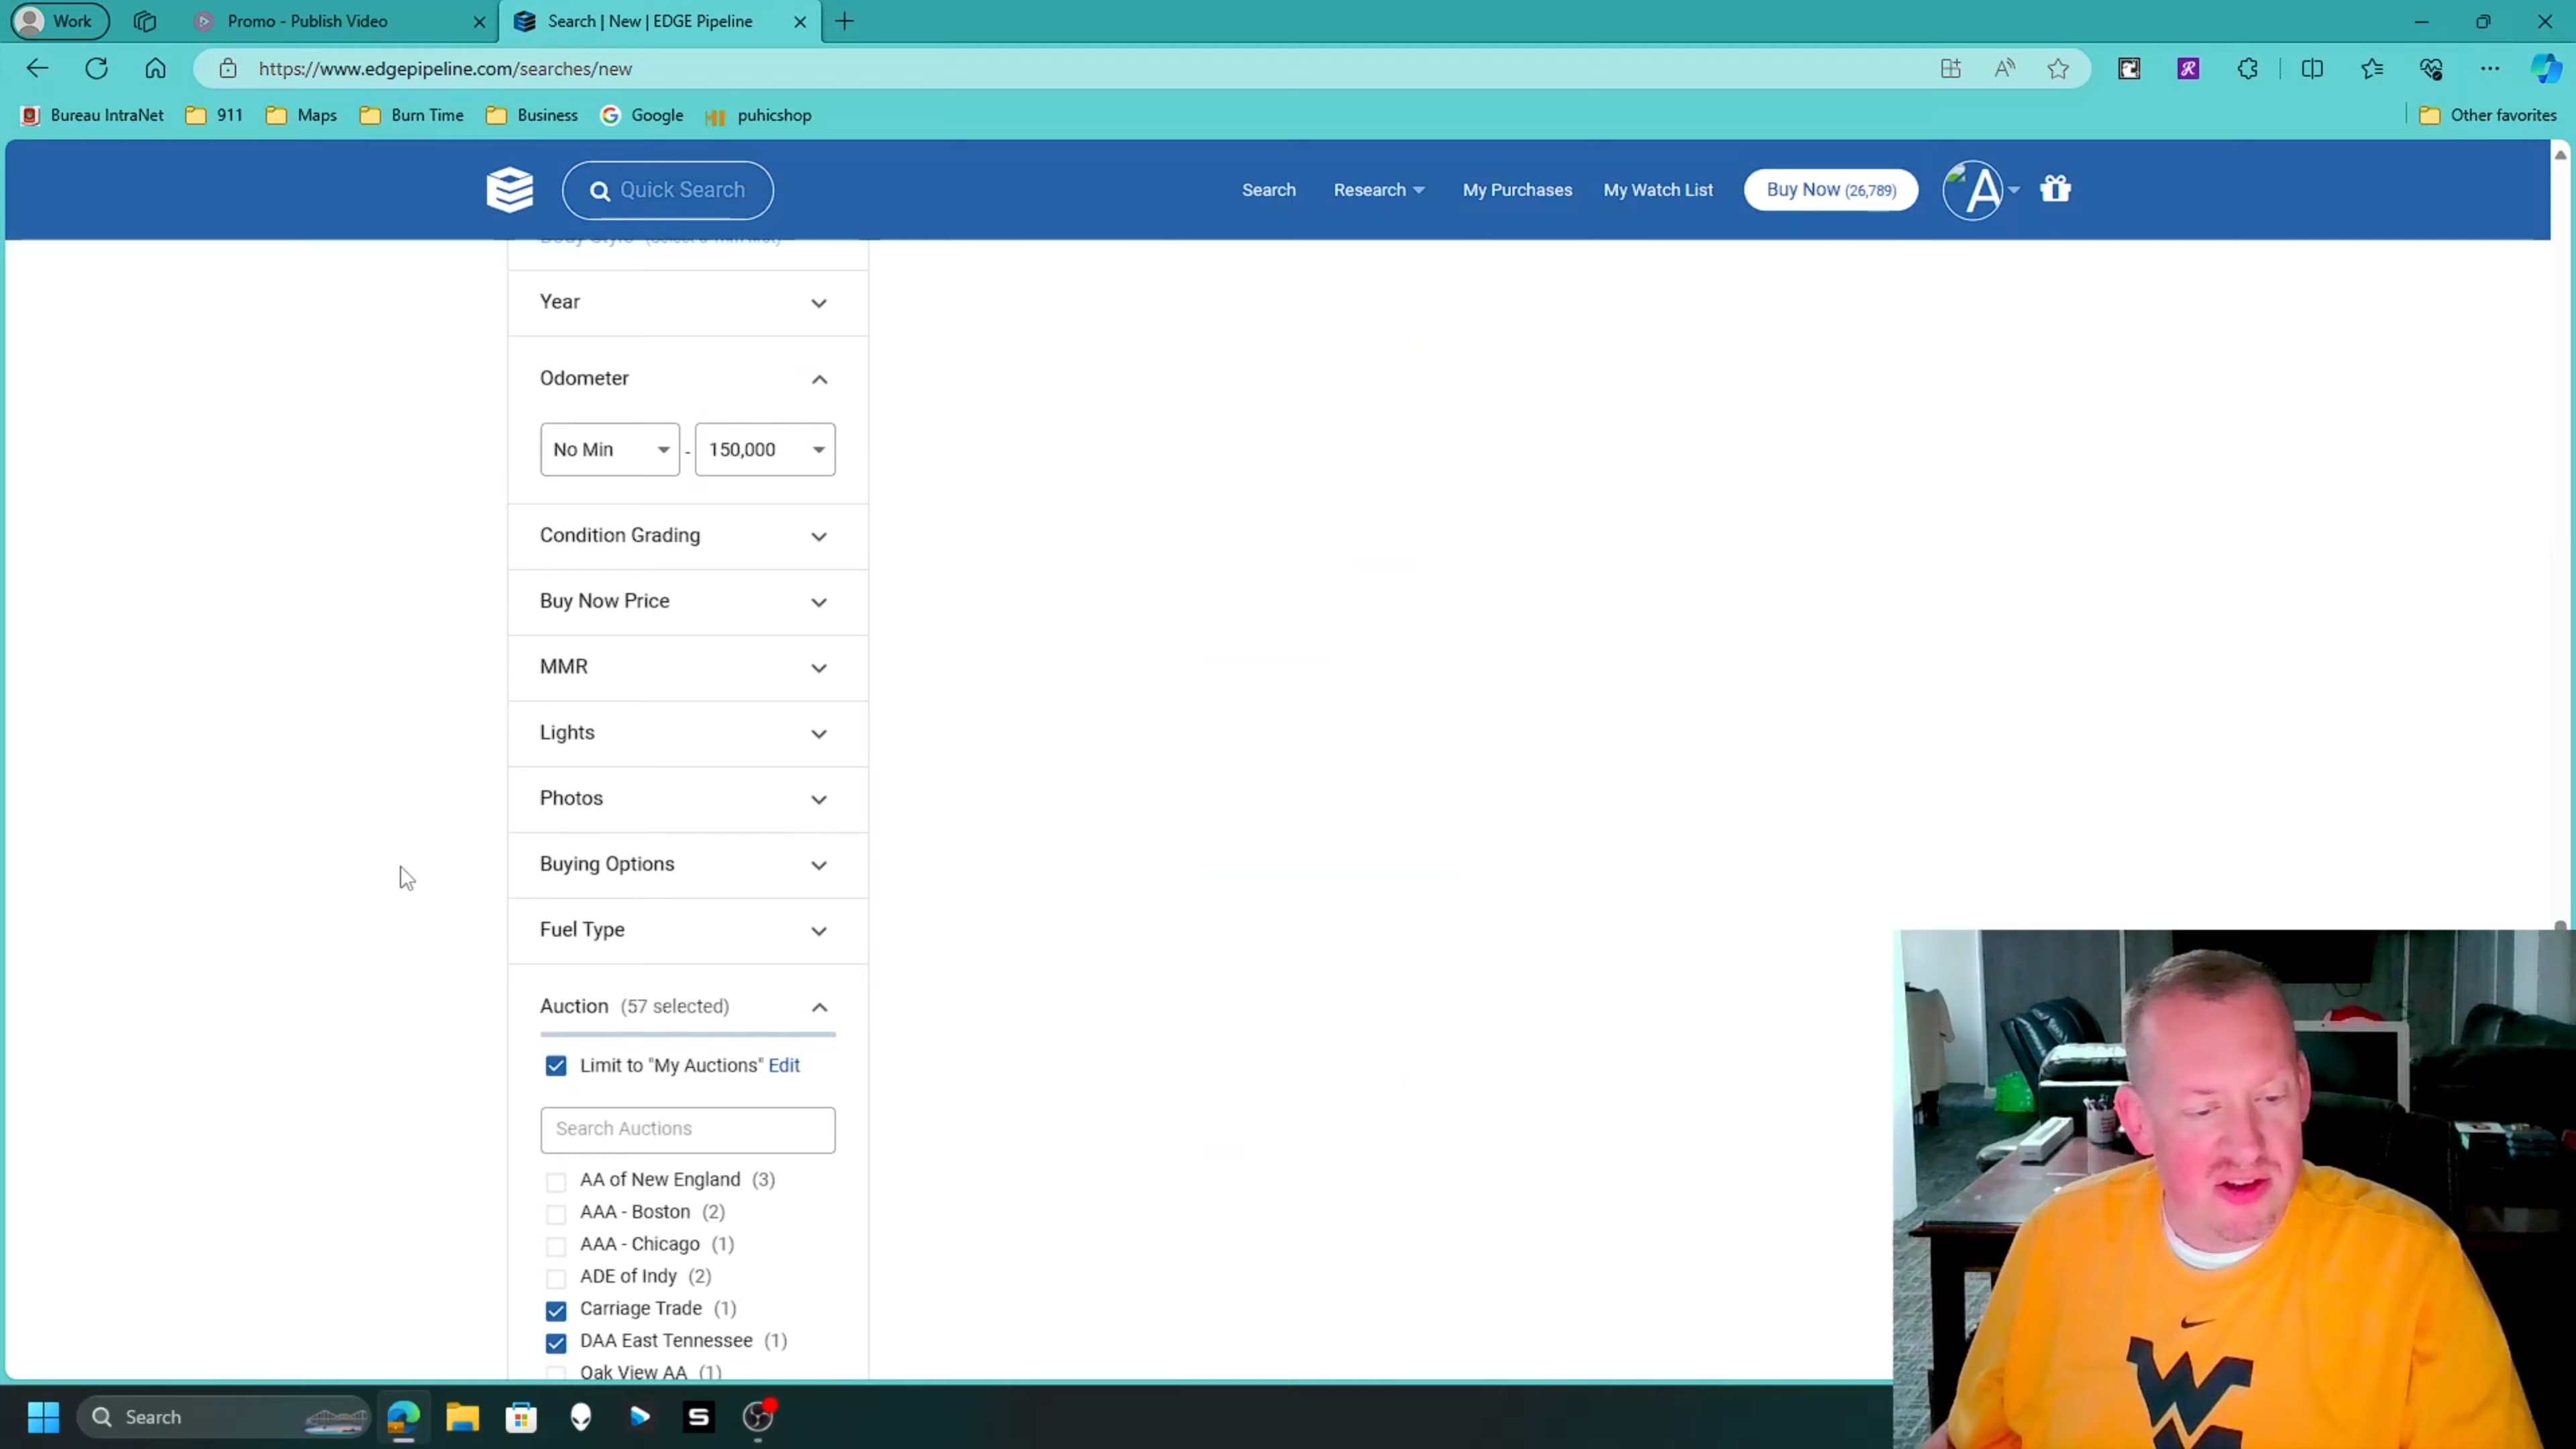 Work
Promo - Publish Video
Search | New | EDGE Pipeline
https://www.edgepipeline.com/searches/new
Bureau IntraNet
911
Maps
Burn Time
Business
Google
puhicshop
Other favorites
Quick Search
Search
Research
My Purchases
My Watch List
Buy Now (26,789)
A
Year
Odometer
No Min - 150,000
Condition Grading
Buy Now Price
MMR
Lights
Photos
Buying Options
Fuel Type
Auction (57 selected)
Limit to "My Auctions" Edit
Search Auctions
AA of New England (3)
AAA - Boston (2)
AAA - Chicago (1)
ADE of Indy (2)
Carriage Trade (1)
DAA East Tennessee (1)
Oak View AA (1)
Search